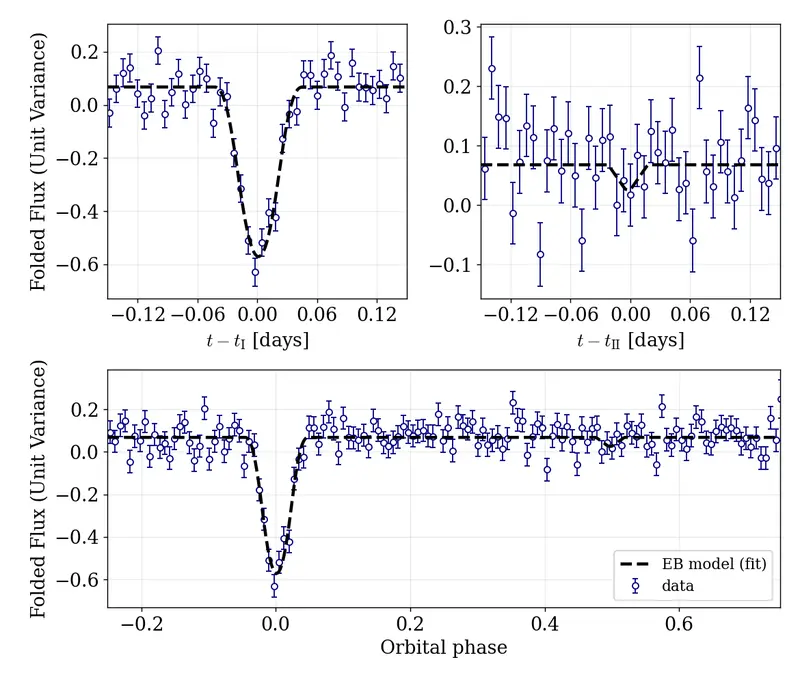 Folded Flux (Unit Variance)
0.2
0.0
−0.2
−0.4
−0.6
−0.12 −0.06 0.00 0.06 0.12
t − t_I [days]
0.3
0.2
0.1
0.0
−0.1
−0.12 −0.06 0.00 0.06 0.12
t − t_II [days]
Folded Flux (Unit Variance)
0.2
0.0
−0.2
−0.4
−0.6
−0.2 0.0 0.2 0.4 0.6
Orbital phase
EB model (fit)
data